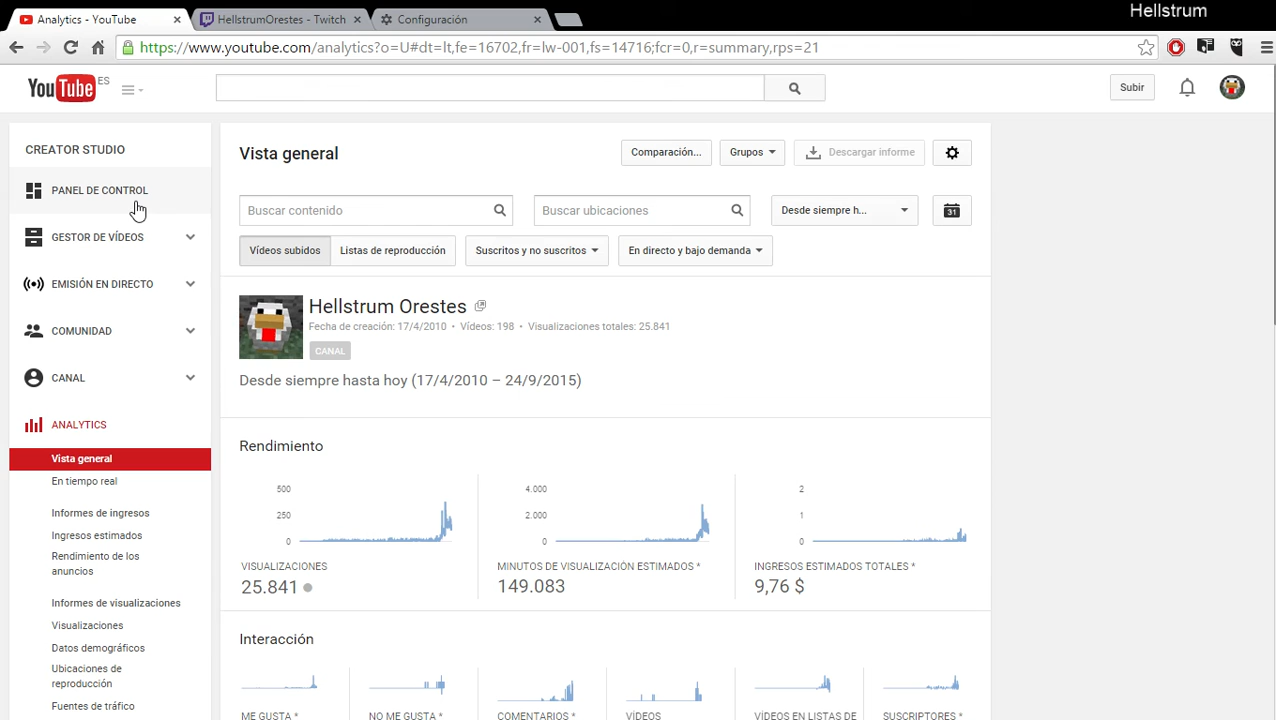 Hellstrum
Analytics - YouTube
HellstrumOrestes - Twitch
Configuración
https://www.youtube.com/analytics?o=U#dt=lt,fe=16702,fr=lw-001,fs=14716;fcr=0,r=summary,rps=21
YouTube ES
Subir
CREATOR STUDIO
PANEL DE CONTROL
GESTOR DE VÍDEOS
EMISIÓN EN DIRECTO
COMUNIDAD
CANAL
ANALYTICS
Vista general
En tiempo real
Informes de ingresos
Ingresos estimados
Rendimiento de los
anuncios
Informes de visualizaciones
Visualizaciones
Datos demográficos
Ubicaciones de
reproducción
Fuentes de tráfico
Vista general
Comparación...
Grupos
Descargar informe
Buscar contenido
Buscar ubicaciones
Desde siempre h...
31
Vídeos subidos
Listas de reproducción
Suscritos y no suscritos
En directo y bajo demanda
Hellstrum Orestes
Fecha de creación: 17/4/2010 • Vídeos: 198 • Visualizaciones totales: 25.841
CANAL
Desde siempre hasta hoy (17/4/2010 – 24/9/2015)
Rendimiento
500
250
0
VISUALIZACIONES
25.841
4.000
2.000
0
MINUTOS DE VISUALIZACIÓN ESTIMADOS *
149.083
2
1
0
INGRESOS ESTIMADOS TOTALES *
9,76 $
Interacción
ME GUSTA *
NO ME GUSTA *
COMENTARIOS *
VÍDEOS
VÍDEOS EN LISTAS DE
SUSCRIPTORES *